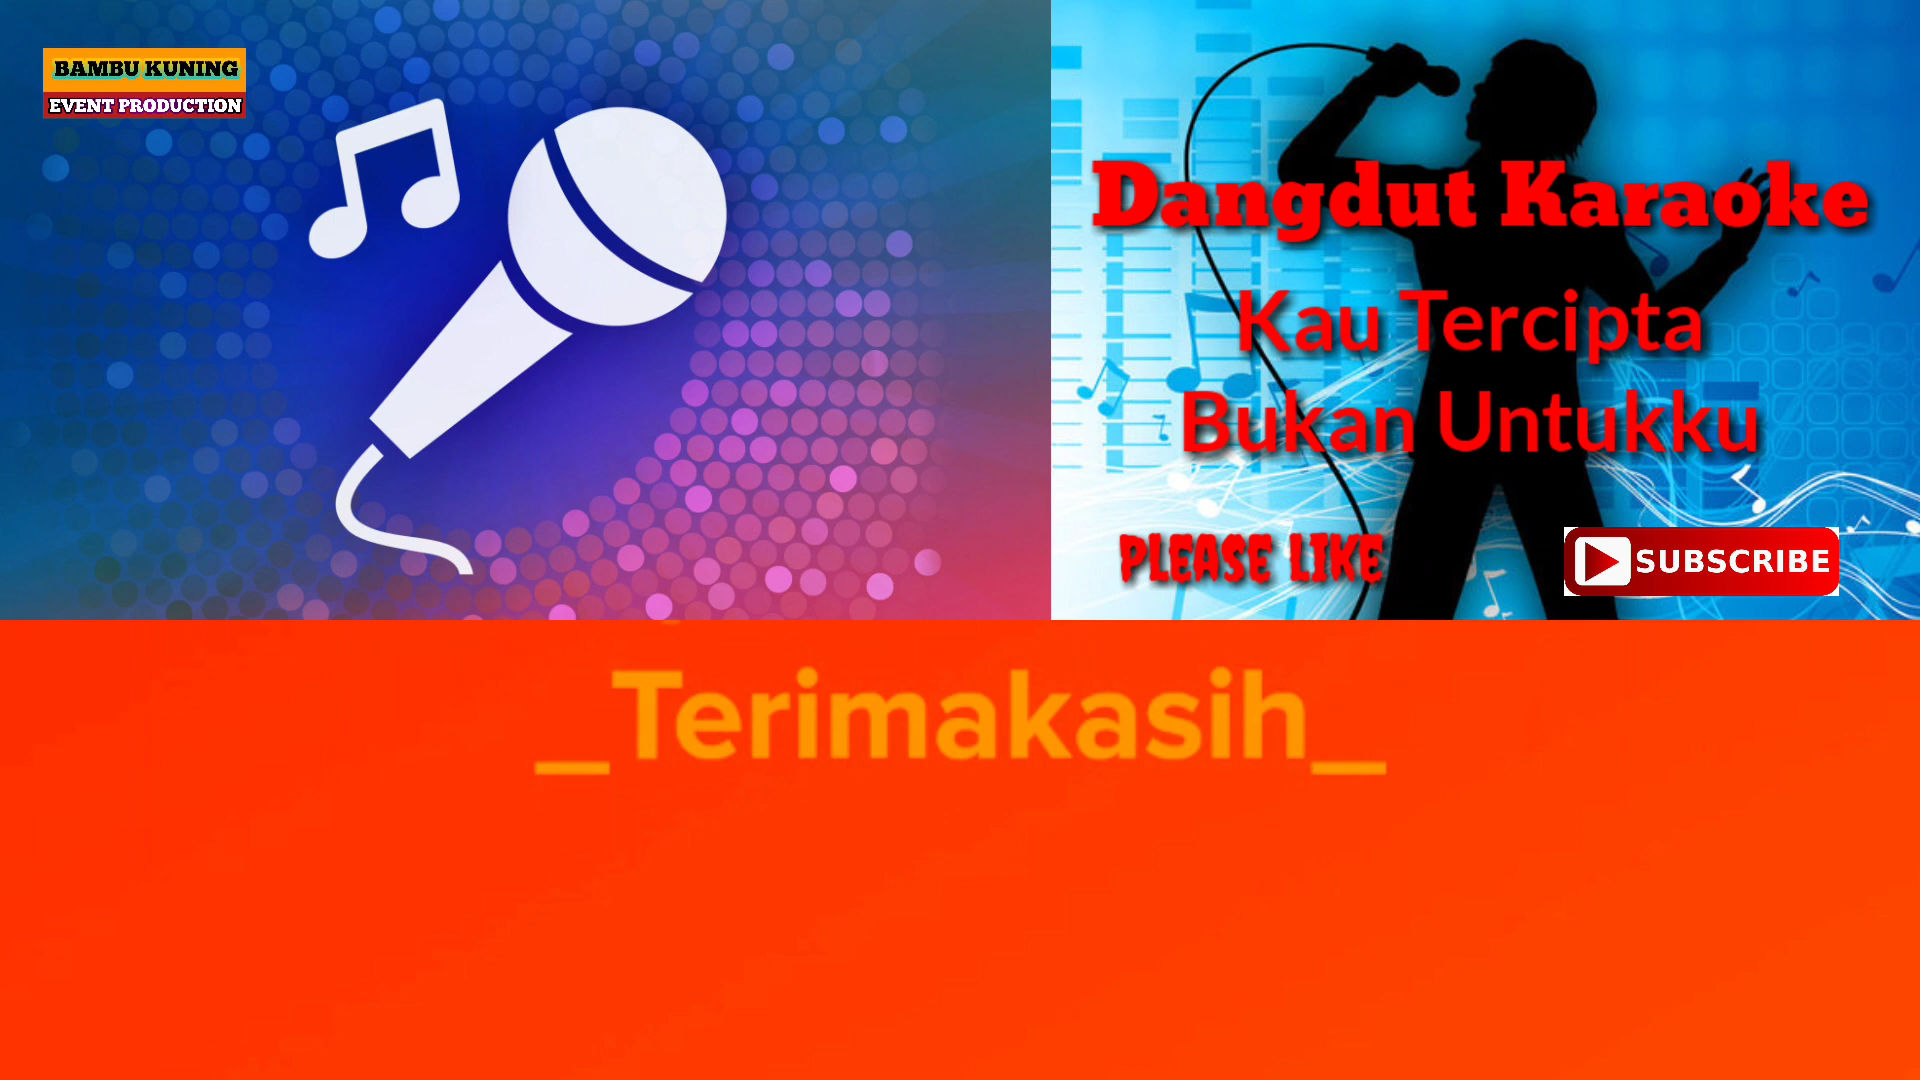 BAMBU KUNING
EVENT PRODUCTION
Dangdut Karaoke
Kau Tercipta
Bukan Untukku
PLEASE LIKE
SUBSCRIBE
_Terimakasih_